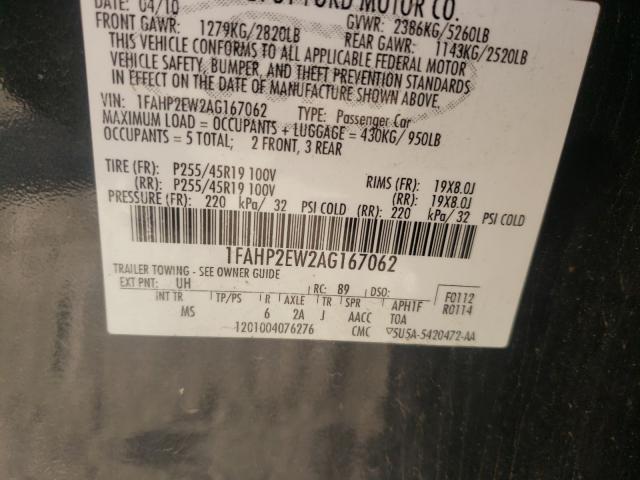 DATE: 04/10 FORD MOTOR CO.
FRONT GAWR: 1279KG/2820LB GVWR: 2386KG/5260LB
REAR GAWR: 1143KG/2520LB
THIS VEHICLE CONFORMS TO ALL APPLICABLE FEDERAL MOTOR
VEHICLE SAFETY, BUMPER, AND THEFT PREVENTION STANDARDS
IN EFFECT ON THE DATE OF MANUFACTURE SHOWN ABOVE.
VIN: 1FAHP2EW2AG167062 TYPE: Passenger Car
MAXIMUM LOAD = OCCUPANTS + LUGGAGE = 430KG/950LB
OCCUPANTS = 5 TOTAL; 2 FRONT, 3 REAR
TIRE (FR): P255/45R19 100V RIMS (FR): 19X8.0J
(RR): P255/45R19 100V (RR): 19X8.0J
PRESSURE (FR): 220 kPa/ 32 PSI COLD (RR): 220 kPa/ 32 PSI COLD
1FAHP2EW2AG167062
TRAILER TOWING - SEE OWNER GUIDE
EXT PNT: UH RC: 89 DSO: F0112
INT TR TP/PS R AXLE TR SPR APH1F R0114
MS 6 2A J AACC TOA
1201004076276 CMC ▽5U5A-5420472-AA